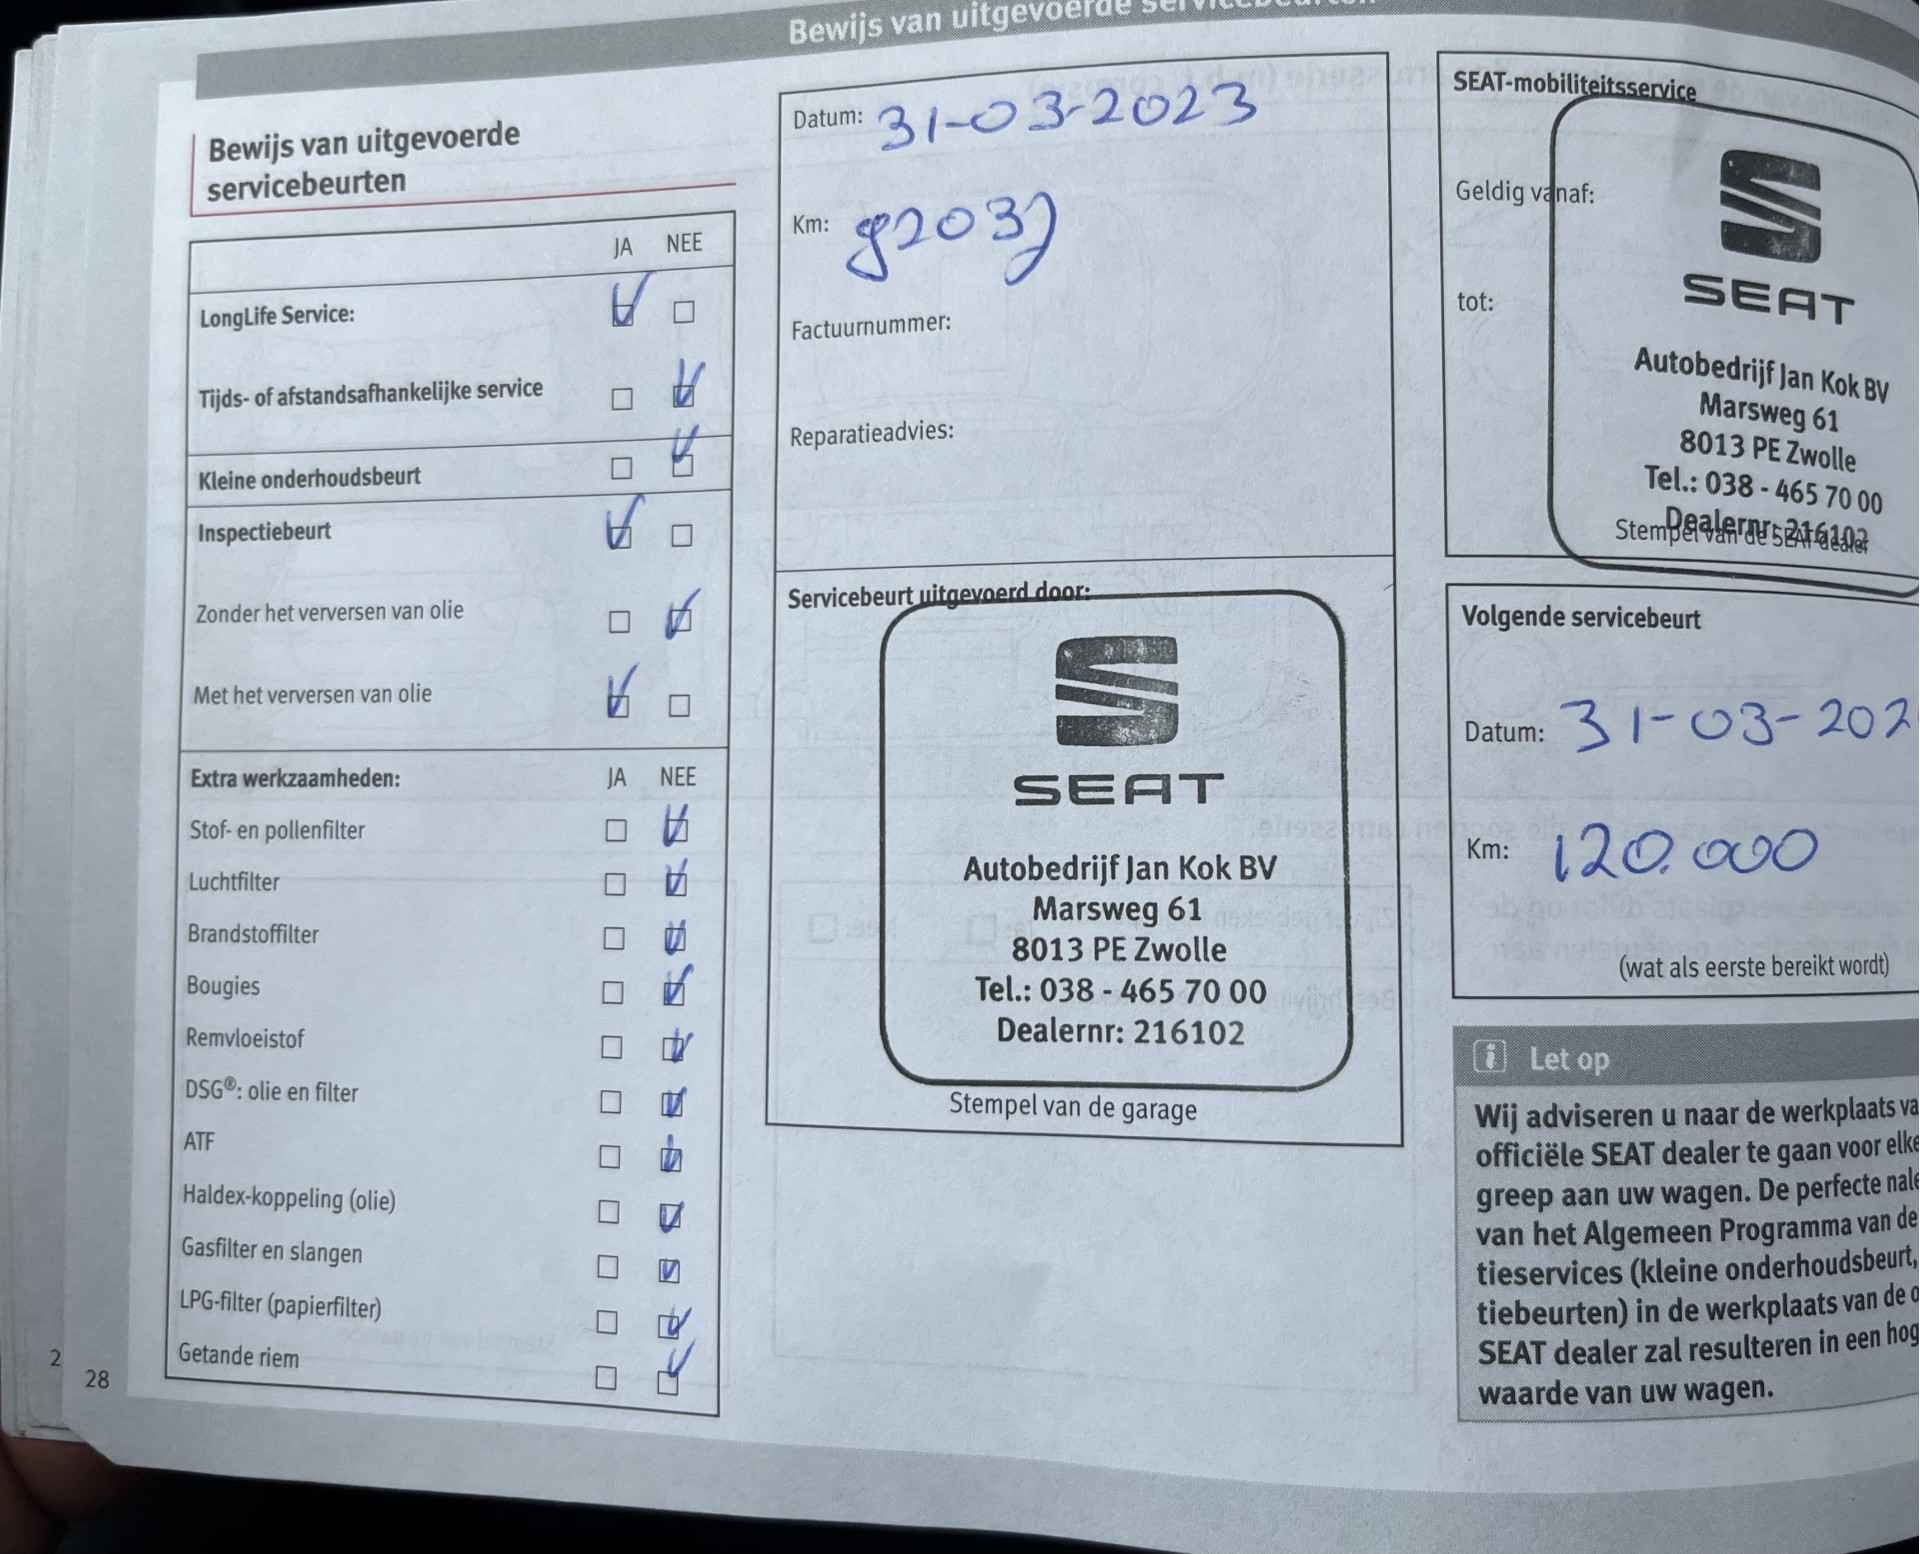 Bewijs van uitgevoerde servicebeurten
Bewijs van uitgevoerde
servicebeurten
JA NEE
LongLife Service:
Tijds- of afstandsafhankelijke service
Kleine onderhoudsbeurt
Inspectiebeurt
Zonder het verversen van olie
Met het verversen van olie
Extra werkzaamheden: JA NEE
Stof- en pollenfilter
Luchtfilter
Brandstoffilter
Bougies
Remvloeistof
DSG®: olie en filter
ATF
Haldex-koppeling (olie)
Gasfilter en slangen
LPG-filter (papierfilter)
Getande riem
2
28
Datum: 31-03-2023
Km:
Factuurnummer:
Reparatieadvies:
Servicebeurt uitgevoerd door:
SEAT
Autobedrijf Jan Kok BV
Marsweg 61
8013 PE Zwolle
Tel.: 038 - 465 70 00
Dealernr: 216102
Stempel van de garage
SEAT-mobiliteitsservice
Geldig vanaf:
tot:
SEAT
Autobedrijf Jan Kok BV
Marsweg 61
8013 PE Zwolle
Tel.: 038 - 465 70 00
Dealernr: 216102
Stempel van de SEAT dealer
Volgende servicebeurt
Datum: 31-03-202
Km: 120.000
(wat als eerste bereikt wordt)
i Let op
Wij adviseren u naar de werkplaats va
officiële SEAT dealer te gaan voor elke
greep aan uw wagen. De perfecte nale
van het Algemeen Programma van de
tieservices (kleine onderhoudsbeurt,
tiebeurten) in de werkplaats van de o
SEAT dealer zal resulteren in een hog
waarde van uw wagen.